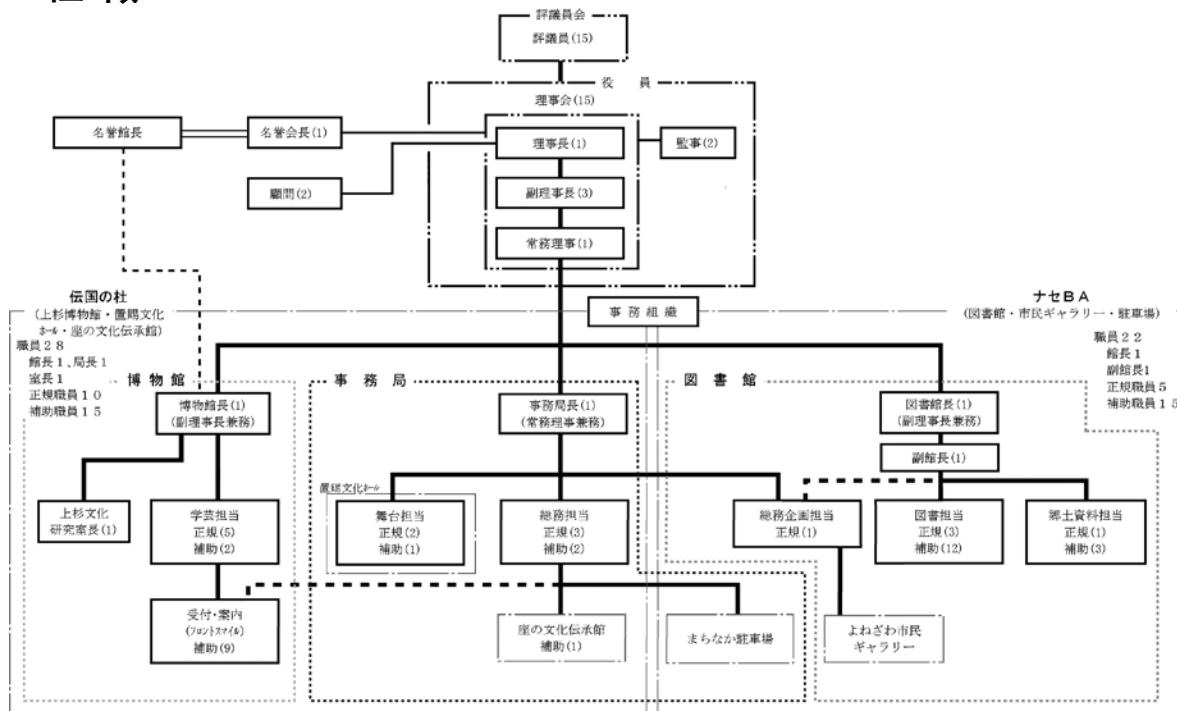 評議員会
評議員(15)
役　員
理事会(15)
名誉館長
名誉会長(1)
理事長(1)
監事(2)
顧問(2)
副理事長(3)
常務理事(1)
伝国の杜
(上杉博物館・置賜文化
ﾎｰﾙ・座の文化伝承館)
職員２８
館長１、局長１
室長１
正規職員１０
補助職員１５
事務組織
ナセＢＡ
(図書館・市民ギャラリー・駐車場)
職員２２
館長１
副館長1
正規職員５
補助職員１５
博物館
事務局
図書館
博物館長(1)
(副理事長兼務)
事務局長(1)
(常務理事兼務)
図書館長(1)
(副理事長兼務)
副館長(1)
上杉文化
研究室長(1)
学芸担当
正規(5)
補助(2)
置賜文化ﾎｰﾙ
舞台担当
正規(2)
補助(1)
総務担当
正規(3)
補助(2)
総務企画担当
正規(1)
図書担当
正規(3)
補助(12)
郷土資料担当
正規(1)
補助(3)
受付・案内
(ﾌﾛﾝﾄｽﾏｲﾙ)
補助(9)
座の文化伝承館
補助(1)
まちなか駐車場
よねざわ市民
ギャラリー